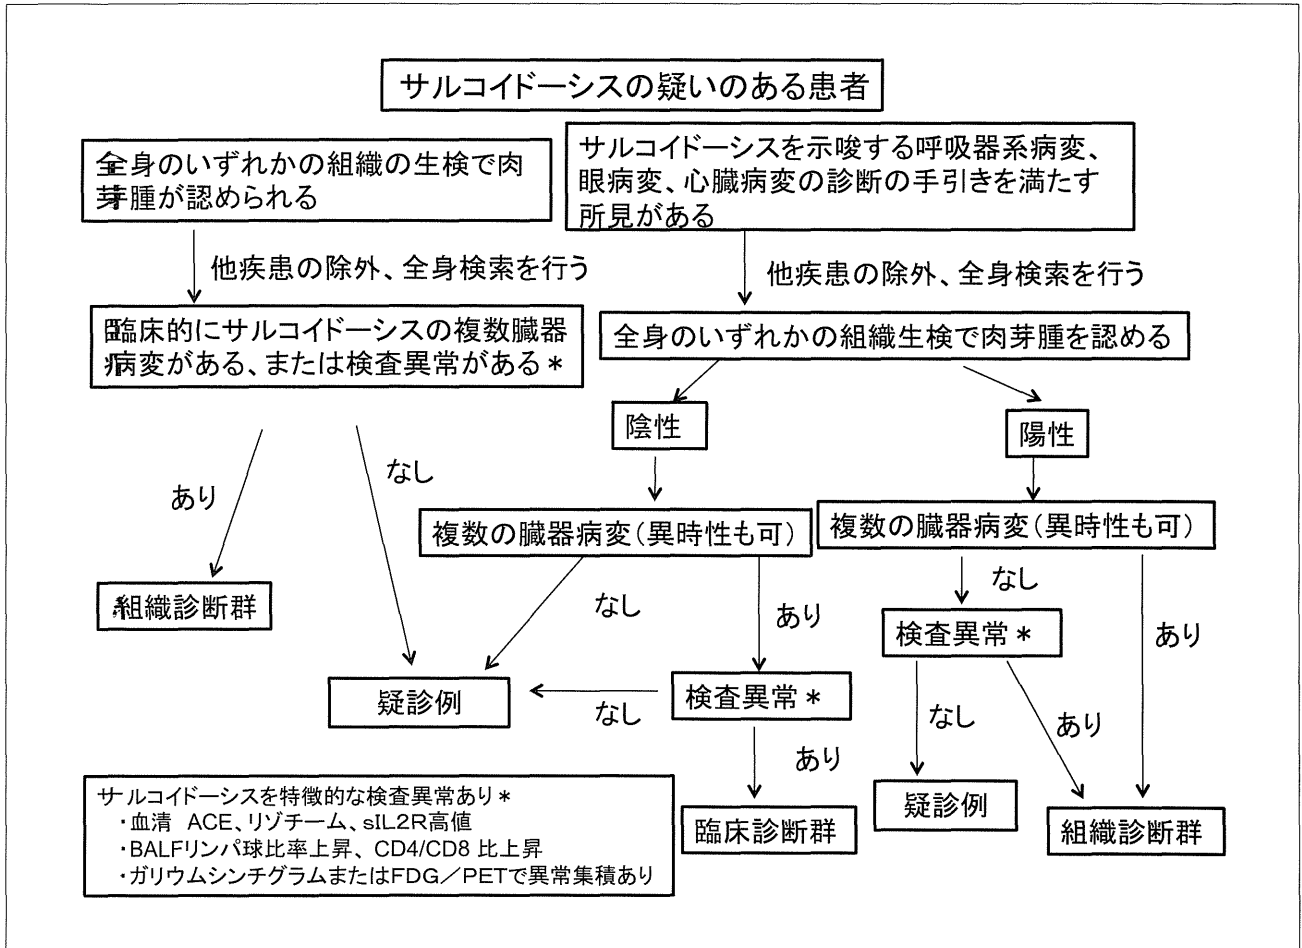 サルコイドーシスの疑いのある患者
全身のいずれかの組織の生検で肉
芽腫が認められる
サルコイドーシスを示唆する呼吸器系病変、
眼病変、心臓病変の診断の手引きを満たす
所見がある
他疾患の除外、全身検索を行う
他疾患の除外、全身検索を行う
臨床的にサルコイドーシスの複数臓器
病変がある、または検査異常がある＊
全身のいずれかの組織生検で肉芽腫を認める
陰性
陽性
あり
なし
複数の臓器病変（異時性も可）
複数の臓器病変（異時性も可）
組織診断群
なし
あり
なし
検査異常＊
あり
疑診例
なし
検査異常＊
なし
あり
あり
サルコイドーシスを特徴的な検査異常あり＊
・血清 ACE、リゾチーム、sIL2R高値
・BALFリンパ球比率上昇、CD4/CD8 比上昇
・ガリウムシンチグラムまたはFDG／PETで異常集積あり
臨床診断群
疑診例
組織診断群